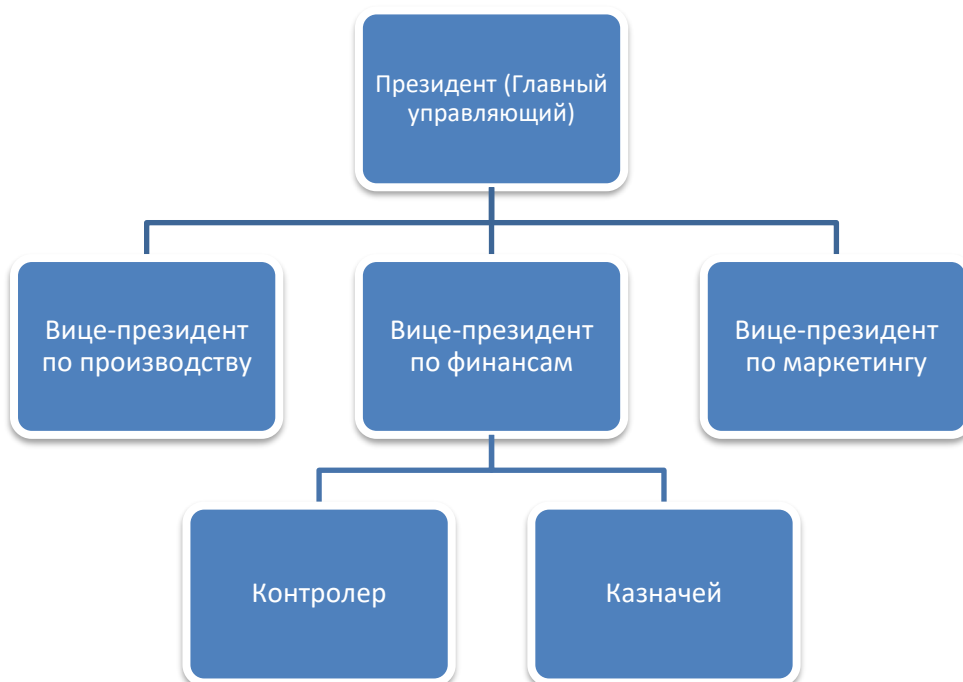 Президент (Главный
управляющий)
Вице-президент
по производству
Вице-президент
по финансам
Вице-президент
по маркетингу
Контролер
Казначей